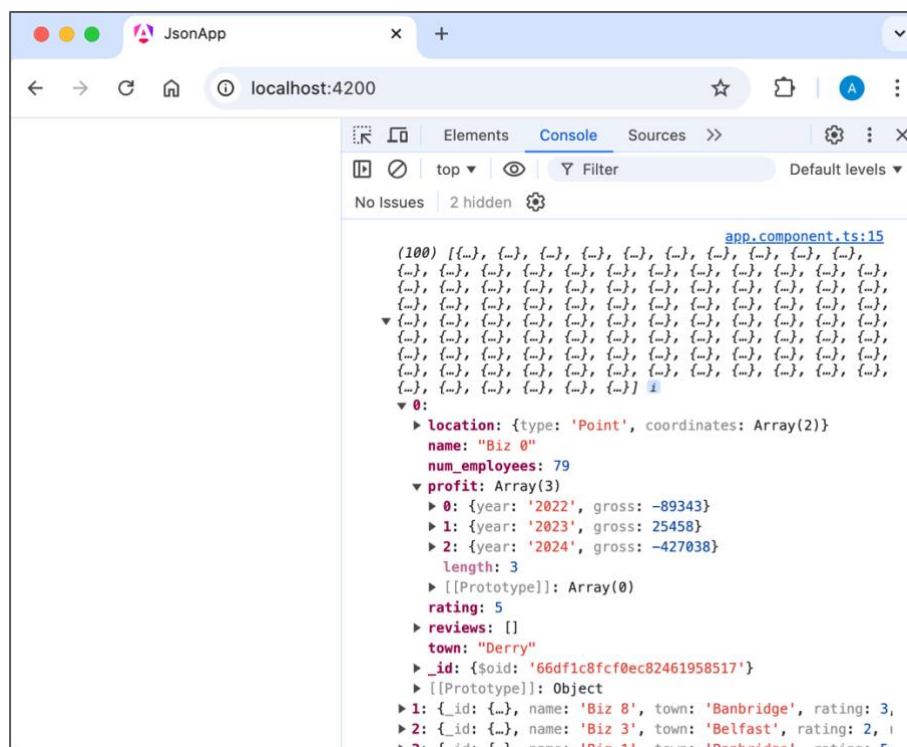 JsonApp
localhost:4200
A
Elements Console Sources
top Filter Default levels
No Issues 2 hidden
app.component.ts:15
(100) [{…}, {…}, {…}, {…}, {…}, {…}, {…}, {…}, {…}, {…},
{…}, {…}, {…}, {…}, {…}, {…}, {…}, {…}, {…}, {…}, {…}, {…},
{…}, {…}, {…}, {…}, {…}, {…}, {…}, {…}, {…}, {…}, {…}, {…},
{…}, {…}, {…}, {…}, {…}, {…}, {…}, {…}, {…}, {…}, {…}, {…},
{…}, {…}, {…}, {…}, {…}, {…}, {…}, {…}, {…}, {…}, {…}, {…},
{…}, {…}, {…}, {…}, {…}, {…}, {…}, {…}, {…}, {…}, {…}, {…},
{…}, {…}, {…}, {…}, {…}, {…}, {…}, {…}, {…}, {…}, {…}, {…},
{…}, {…}, {…}, {…}, {…}, {…}, {…}, {…}, {…}, {…}, {…}, {…},
{…}, {…}, {…}, {…}, {…}, {…}] i
0:
location: {type: 'Point', coordinates: Array(2)}
name: "Biz 0"
num_employees: 79
profit: Array(3)
0: {year: '2022', gross: -89343}
1: {year: '2023', gross: 25458}
2: {year: '2024', gross: -427038}
length: 3
[[Prototype]]: Array(0)
rating: 5
reviews: []
town: "Derry"
_id: {$oid: '66df1c8fcf0ec82461958517'}
[[Prototype]]: Object
1: {_id: {…}, name: 'Biz 8', town: 'Banbridge', rating: 3,
2: {_id: {…}, name: 'Biz 3', town: 'Belfast', rating: 2,